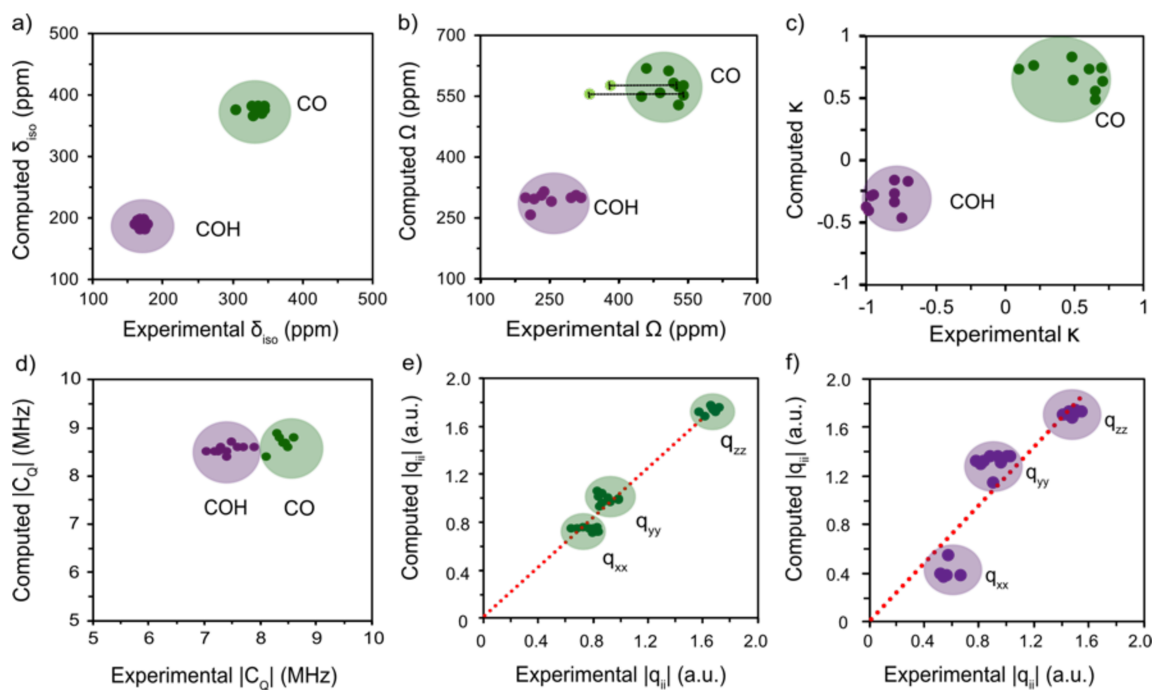 a)
500
400
300
200
100
100
200
300
400
500
Computed δiso (ppm)
Experimental δiso (ppm)
CO
COH
b)
700
550
400
250
100
100
250
400
550
700
Computed Ω (ppm)
Experimental Ω (ppm)
CO
COH
c)
1
0.5
0
-0.5
-1
-1
-0.5
0
0.5
1
Computed κ
Experimental κ
CO
COH
d)
10
9
8
7
6
5
5
6
7
8
9
10
Computed |CQ| (MHz)
Experimental |CQ| (MHz)
COH
CO
e)
2.0
1.6
1.2
0.8
0.4
0
0
0.4
0.8
1.2
1.6
2.0
Computed |qii| (a.u.)
Experimental |qii| (a.u.)
qzz
qyy
qxx
f)
2.0
1.6
1.2
0.8
0.4
0
0
0.4
0.8
1.2
1.6
2.0
Computed |qii| (a.u.)
Experimental |qii| (a.u.)
qzz
qyy
qxx